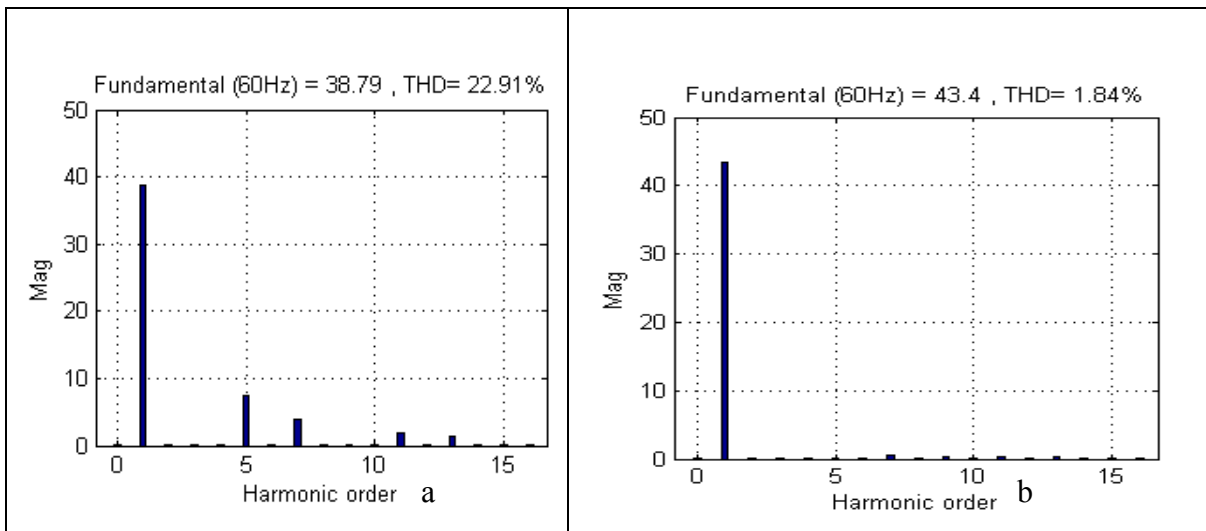 Fundamental (60Hz) = 38.79 , THD= 22.91%
50
40
30
20
10
0
Mag
0 5 10 15
Harmonic order a
Fundamental (60Hz) = 43.4 , THD= 1.84%
50
40
30
20
10
0
Mag
0 5 10 15
Harmonic order b